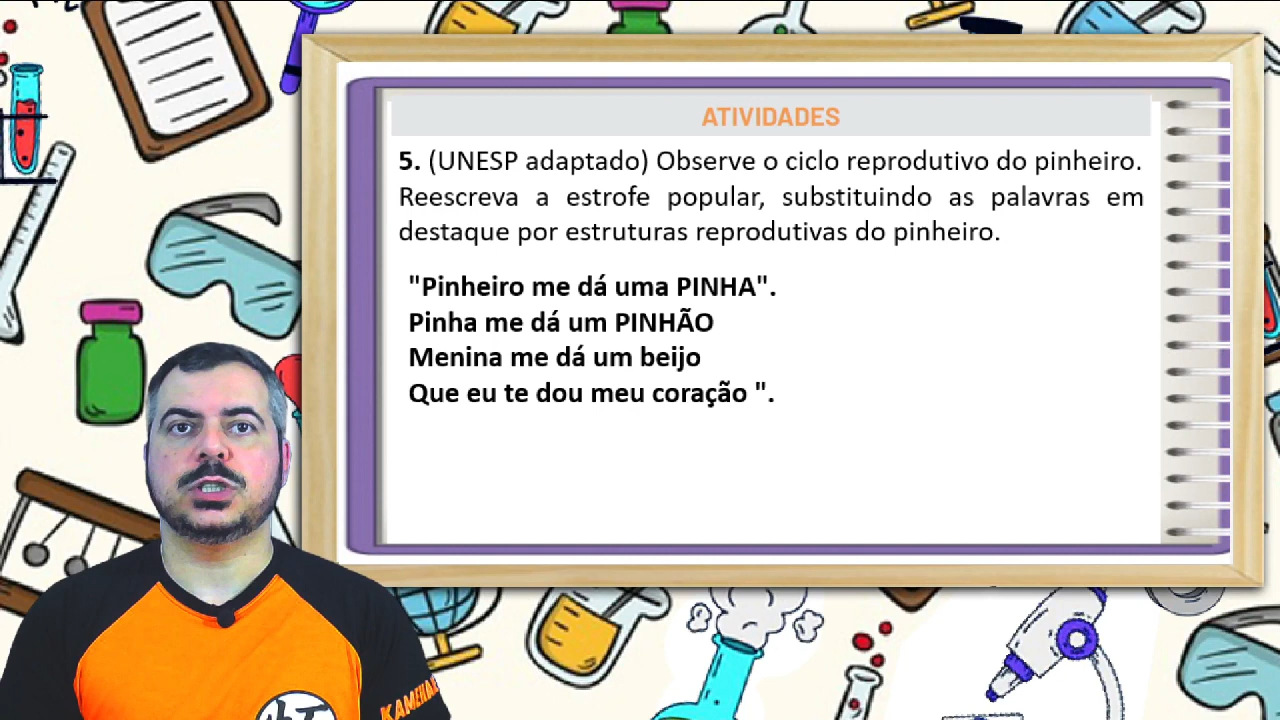 ATIVIDADES
5. (UNESP adaptado) Observe o ciclo reprodutivo do pinheiro.
Reescreva a estrofe popular, substituindo as palavras em
destaque por estruturas reprodutivas do pinheiro.
"Pinheiro me dá uma PINHA".
Pinha me dá um PINHÃO
Menina me dá um beijo
Que eu te dou meu coração ".